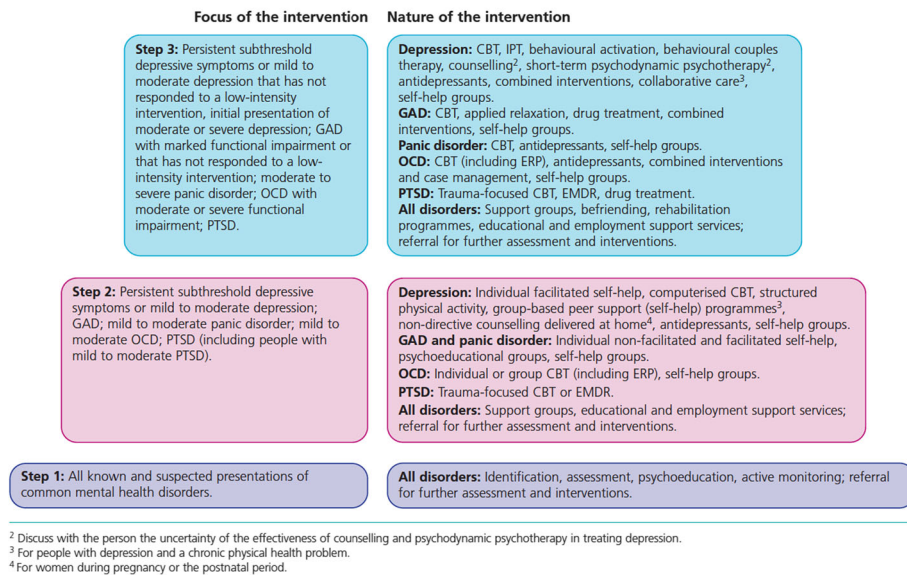 Focus of the intervention
Nature of the intervention
Step 3: Persistent subthreshold
depressive symptoms or mild to
moderate depression that has not
responded to a low-intensity
intervention, initial presentation of
moderate or severe depression; GAD
with marked functional impairment or
that has not responded to a low-
intensity intervention; moderate to
severe panic disorder; OCD with
moderate or severe functional
impairment; PTSD.
Depression: CBT, IPT, behavioural activation, behavioural couples
therapy, counselling², short-term psychodynamic psychotherapy²,
antidepressants, combined interventions, collaborative care³,
self-help groups.
GAD: CBT, applied relaxation, drug treatment, combined
interventions, self-help groups.
Panic disorder: CBT, antidepressants, self-help groups.
OCD: CBT (including ERP), antidepressants, combined interventions
and case management, self-help groups.
PTSD: Trauma-focused CBT, EMDR, drug treatment.
All disorders: Support groups, befriending, rehabilitation
programmes, educational and employment support services;
referral for further assessment and interventions.
Step 2: Persistent subthreshold depressive
symptoms or mild to moderate depression;
GAD; mild to moderate panic disorder; mild to
moderate OCD; PTSD (including people with
mild to moderate PTSD).
Depression: Individual facilitated self-help, computerised CBT, structured
physical activity, group-based peer support (self-help) programmes³,
non-directive counselling delivered at home⁴, antidepressants, self-help groups.
GAD and panic disorder: Individual non-facilitated and facilitated self-help,
psychoeducational groups, self-help groups.
OCD: Individual or group CBT (including ERP), self-help groups.
PTSD: Trauma-focused CBT or EMDR.
All disorders: Support groups, educational and employment support services;
referral for further assessment and interventions.
Step 1: All known and suspected presentations of
common mental health disorders.
All disorders: Identification, assessment, psychoeducation, active monitoring; referral
for further assessment and interventions.
² Discuss with the person the uncertainty of the effectiveness of counselling and psychodynamic psychotherapy in treating depression.
³ For people with depression and a chronic physical health problem.
⁴ For women during pregnancy or the postnatal period.